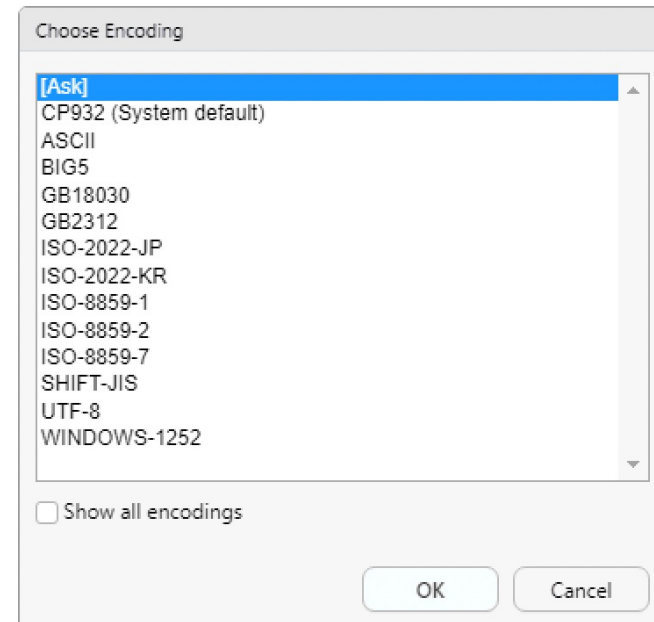 Choose Encoding
[Ask]
CP932 (System default)
ASCII
BIG5
GB18030
GB2312
ISO-2022-JP
ISO-2022-KR
ISO-8859-1
ISO-8859-2
ISO-8859-7
SHIFT-JIS
UTF-8
WINDOWS-1252
Show all encodings
OK Cancel